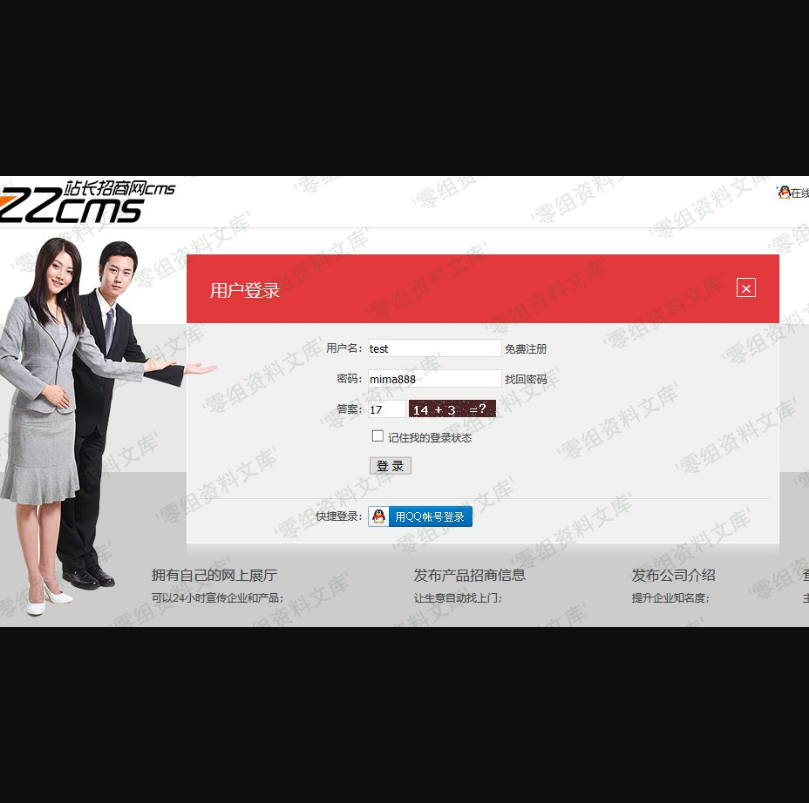 站长招商网cms
ZZcms
在线
用户登录
用户名: test 免费注册
密码: mima888 找回密码
答案: 17 14 + 3 =?
记住我的登录状态
登 录
快捷登录: 用QQ帐号登录
拥有自己的网上展厅 发布产品招商信息 发布公司介绍
可以24小时宣传企业和产品; 让生意自动找上门; 提升企业知名度;
零组资料文库